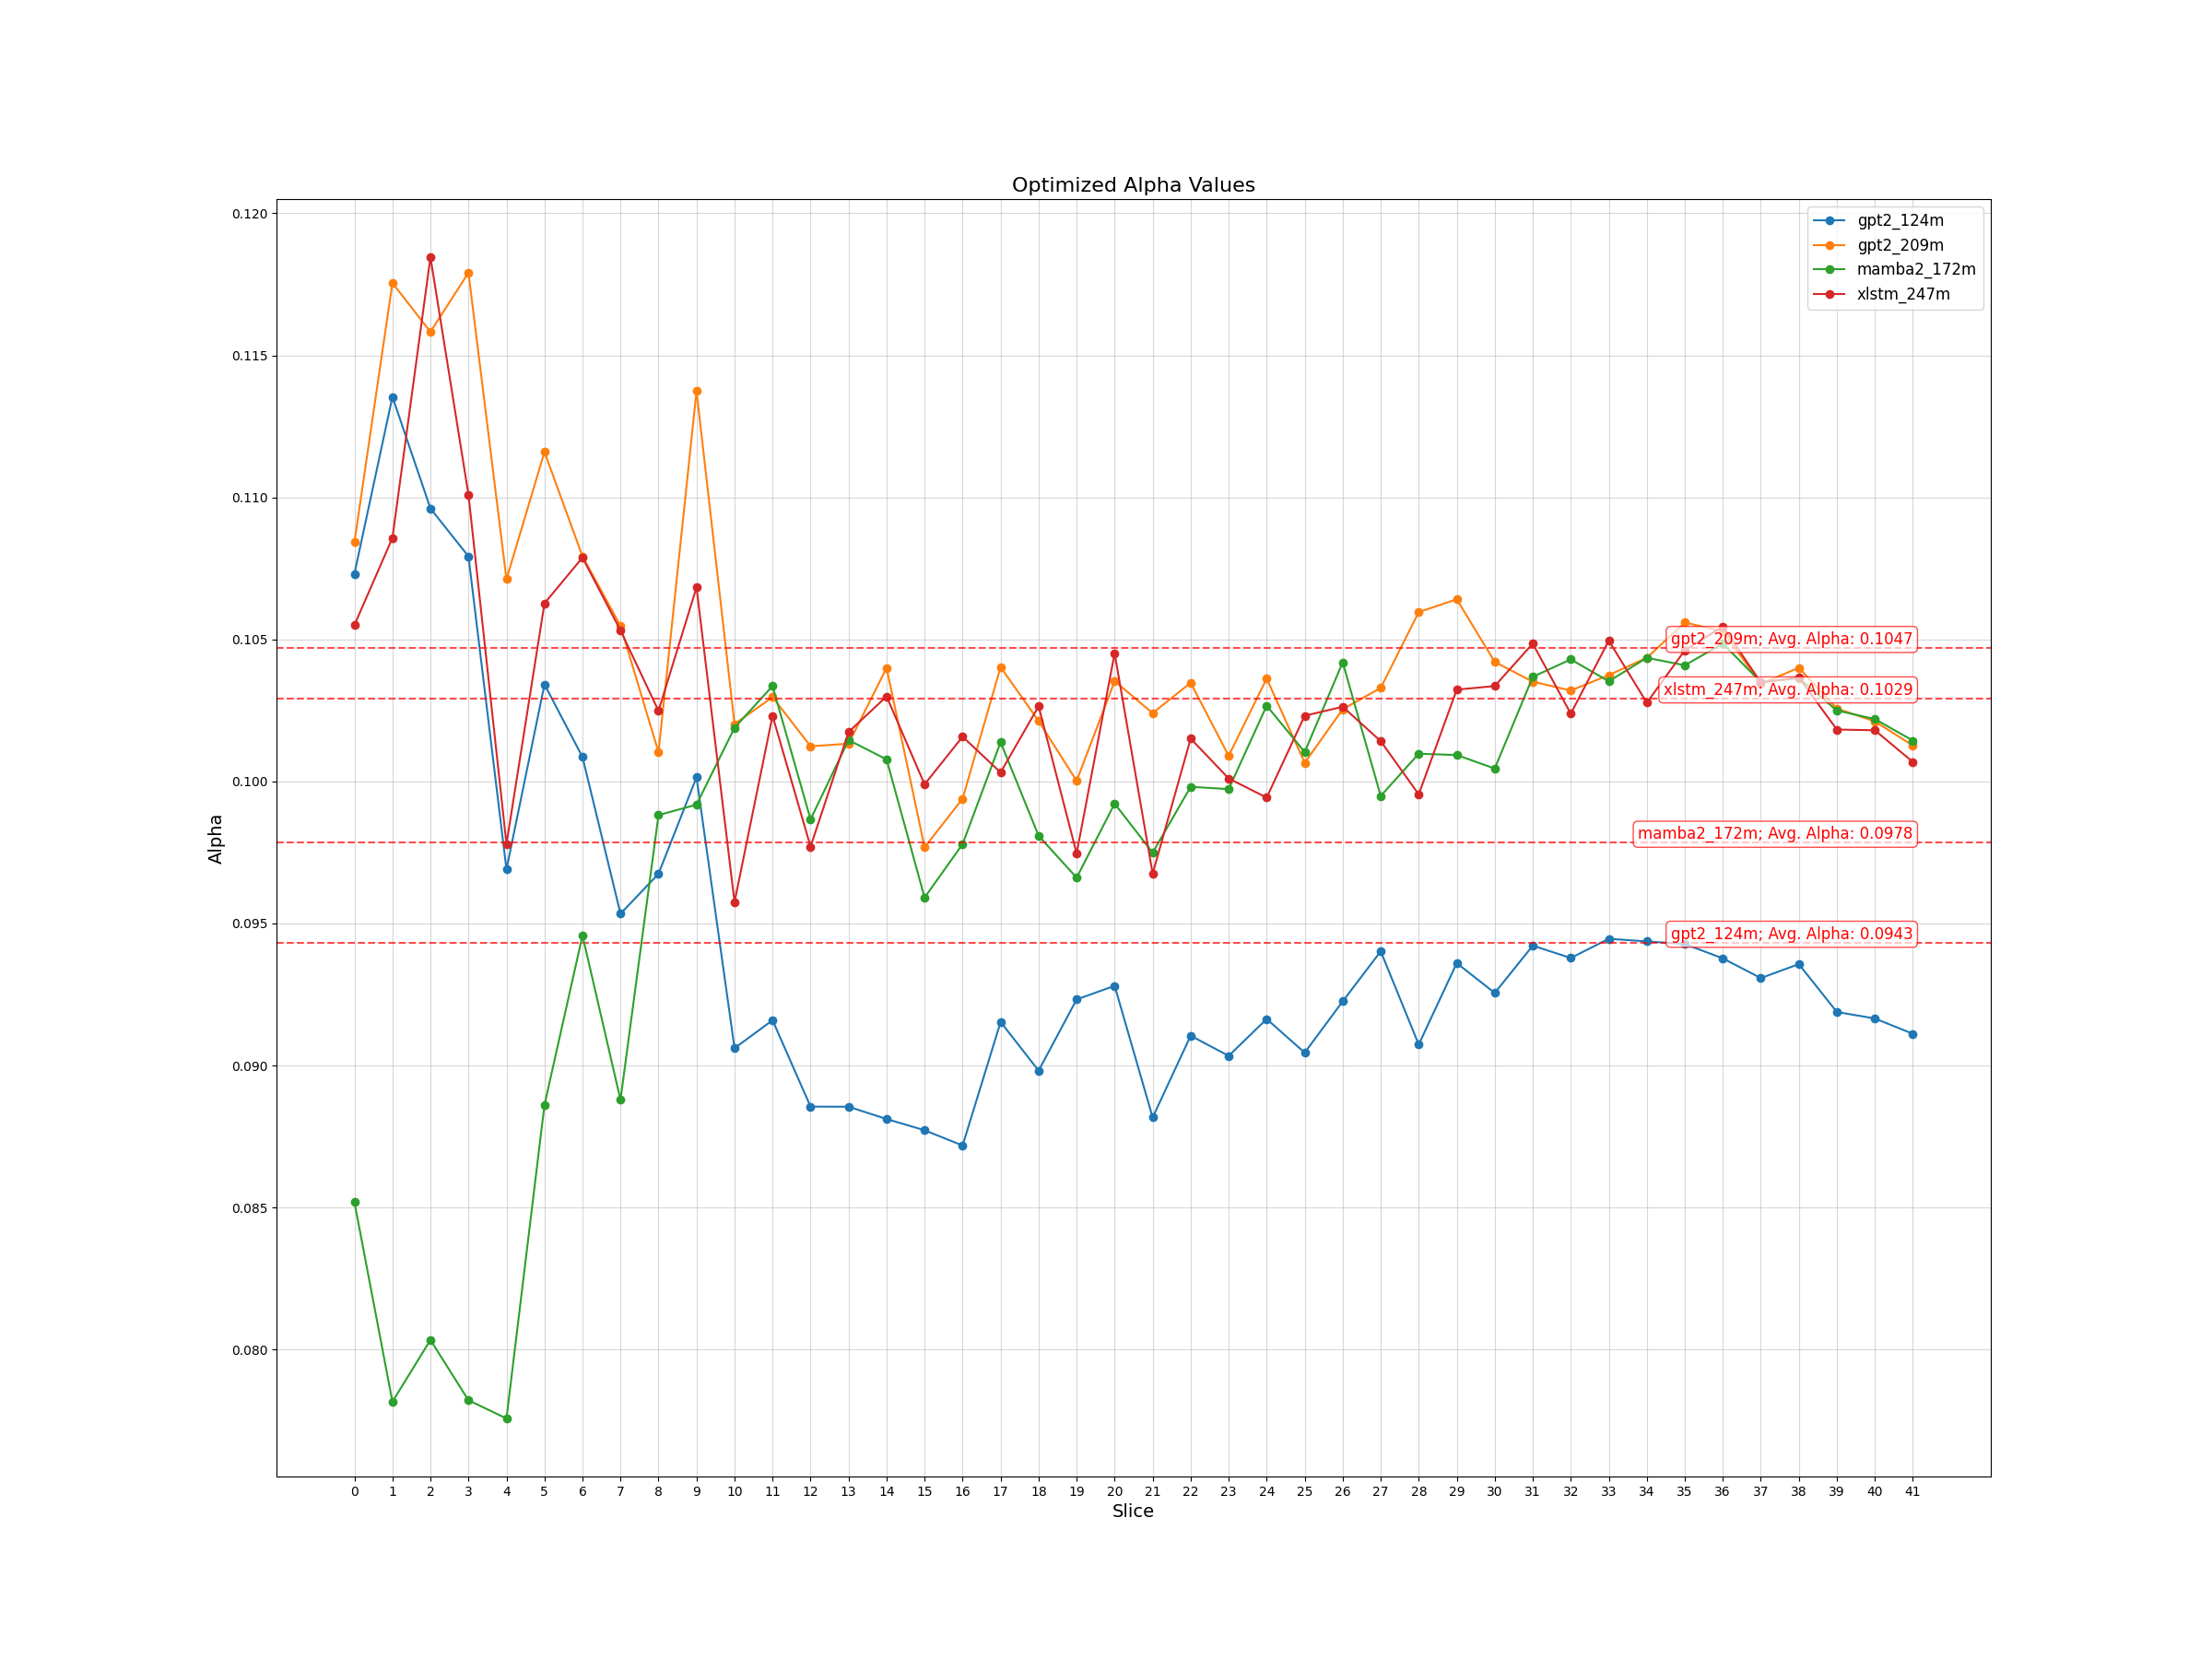 Optimized Alpha Values
gpt2_124m
gpt2_209m
mamba2_172m
xlstm_247m
gpt2_209m; Avg. Alpha: 0.1047
xlstm_247m; Avg. Alpha: 0.1029
mamba2_172m; Avg. Alpha: 0.0978
gpt2_124m; Avg. Alpha: 0.0943
Alpha
0.120
0.115
0.110
0.105
0.100
0.095
0.090
0.085
0.080
0 1 2 3 4 5 6 7 8 9 10 11 12 13 14 15 16 17 18 19 20 21 22 23 24 25 26 27 28 29 30 31 32 33 34 35 36 37 38 39 40 41
Slice